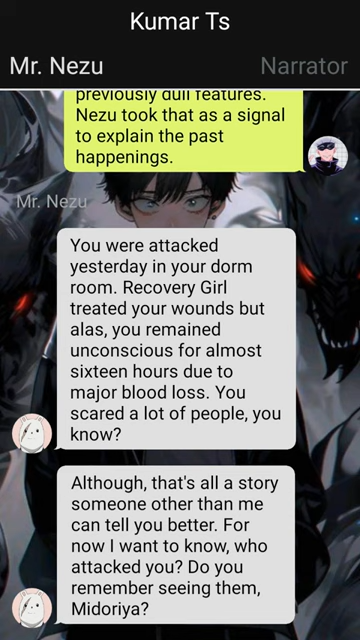 Kumar Ts
Mr. Nezu
Narrator
previously dull features.
Nezu took that as a signal
to explain the past
happenings.
Mr. Nezu
You were attacked
yesterday in your dorm
room. Recovery Girl
treated your wounds but
alas, you remained
unconscious for almost
sixteen hours due to
major blood loss. You
scared a lot of people, you
know?
Although, that's all a story
someone other than me
can tell you better. For
now I want to know, who
attacked you? Do you
remember seeing them,
Midoriya?